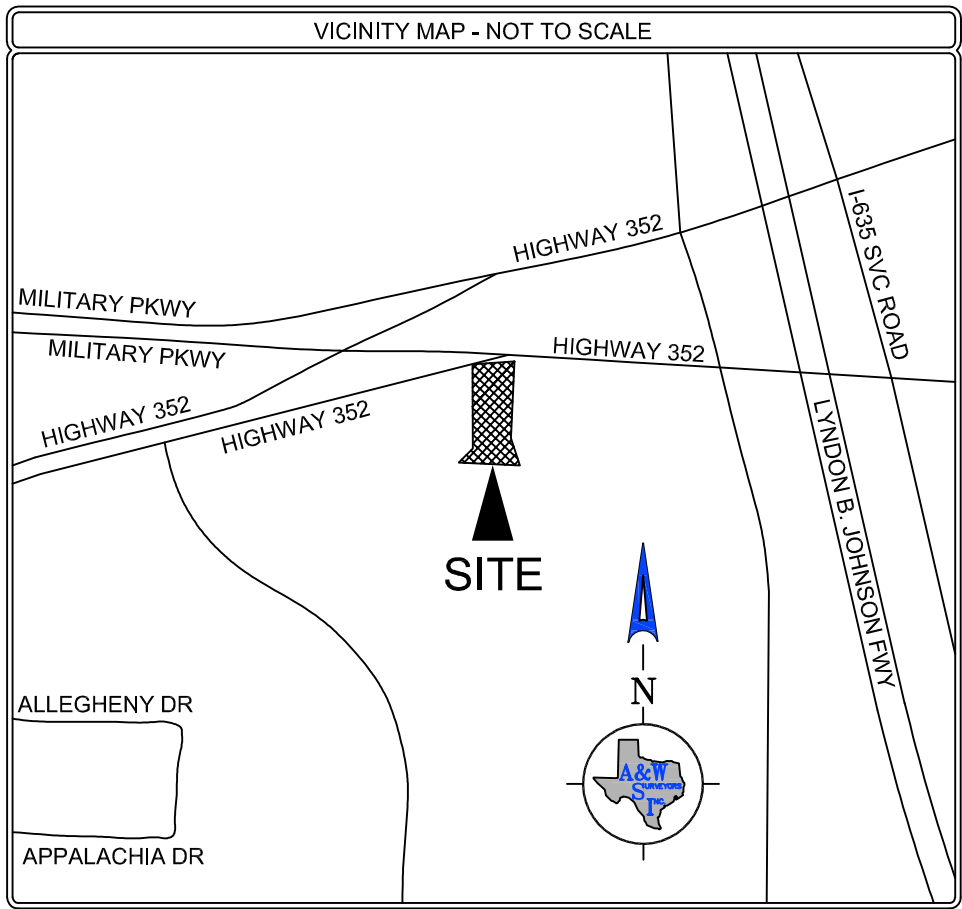 VICINITY MAP - NOT TO SCALE
HIGHWAY 352
I-635 SVC ROAD
MILITARY PKWY
MILITARY PKWY
HIGHWAY 352
HIGHWAY 352
HIGHWAY 352
LYNDON B. JOHNSON FWY
SITE
N
ALLEGHENY DR
A&W
SURVEYORS
INC.
APPALACHIA DR